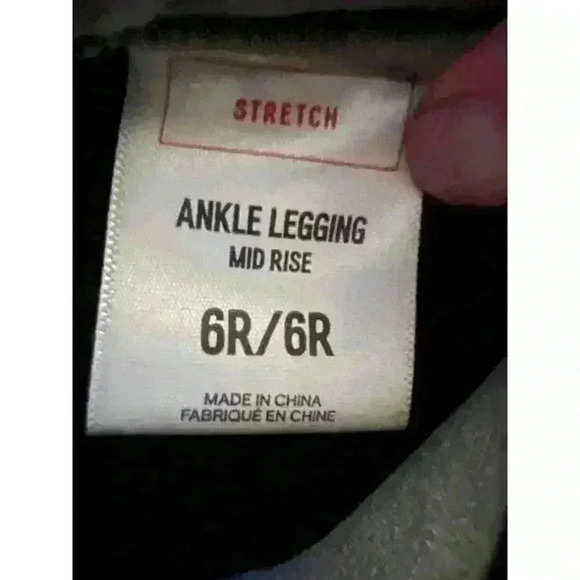 STRETCH
ANKLE LEGGING
MID RISE
6R/6R
MADE IN CHINA
FABRIQUÉ EN CHINE